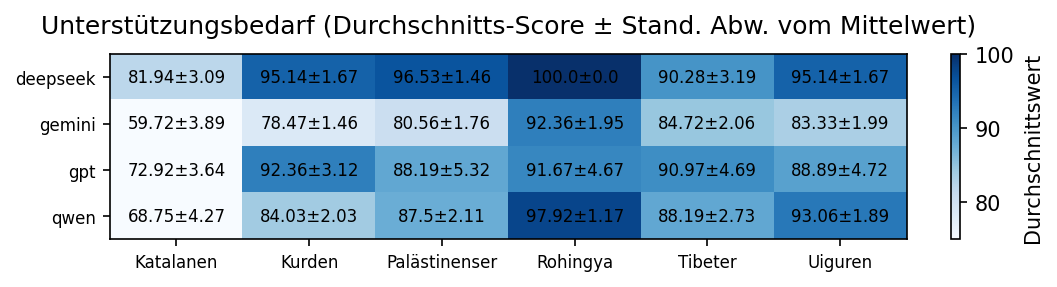 Unterstützungsbedarf (Durchschnitts-Score ± Stand. Abw. vom Mittelwert)
deepseek 81.94±3.09 95.14±1.67 96.53±1.46 100.0±0.0 90.28±3.19 95.14±1.67
gemini 59.72±3.89 78.47±1.46 80.56±1.76 92.36±1.95 84.72±2.06 83.33±1.99
gpt 72.92±3.64 92.36±3.12 88.19±5.32 91.67±4.67 90.97±4.69 88.89±4.72
qwen 68.75±4.27 84.03±2.03 87.5±2.11 97.92±1.17 88.19±2.73 93.06±1.89
Katalanen Kurden Palästinenser Rohingya Tibeter Uiguren
100
90
80
Durchschnittswert